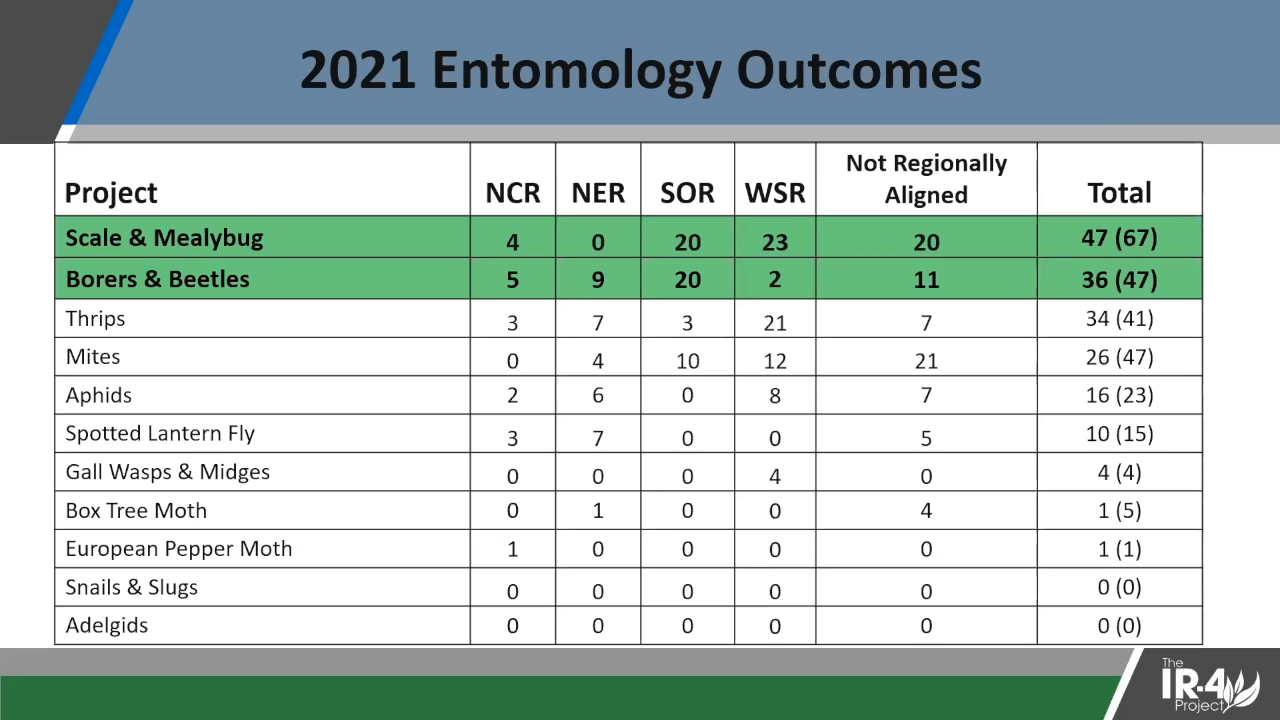 2021 Entomology Outcomes
Project NCR NER SOR WSR Not Regionally Aligned Total
Scale & Mealybug 4 0 20 23 20 47 (67)
Borers & Beetles 5 9 20 2 11 36 (47)
Thrips 3 7 3 21 7 34 (41)
Mites 0 4 10 12 21 26 (47)
Aphids 2 6 0 8 7 16 (23)
Spotted Lantern Fly 3 7 0 0 5 10 (15)
Gall Wasps & Midges 0 0 0 4 0 4 (4)
Box Tree Moth 0 1 0 0 4 1 (5)
European Pepper Moth 1 0 0 0 0 1 (1)
Snails & Slugs 0 0 0 0 0 0 (0)
Adelgids 0 0 0 0 0 0 (0)
The
IR-4
Project